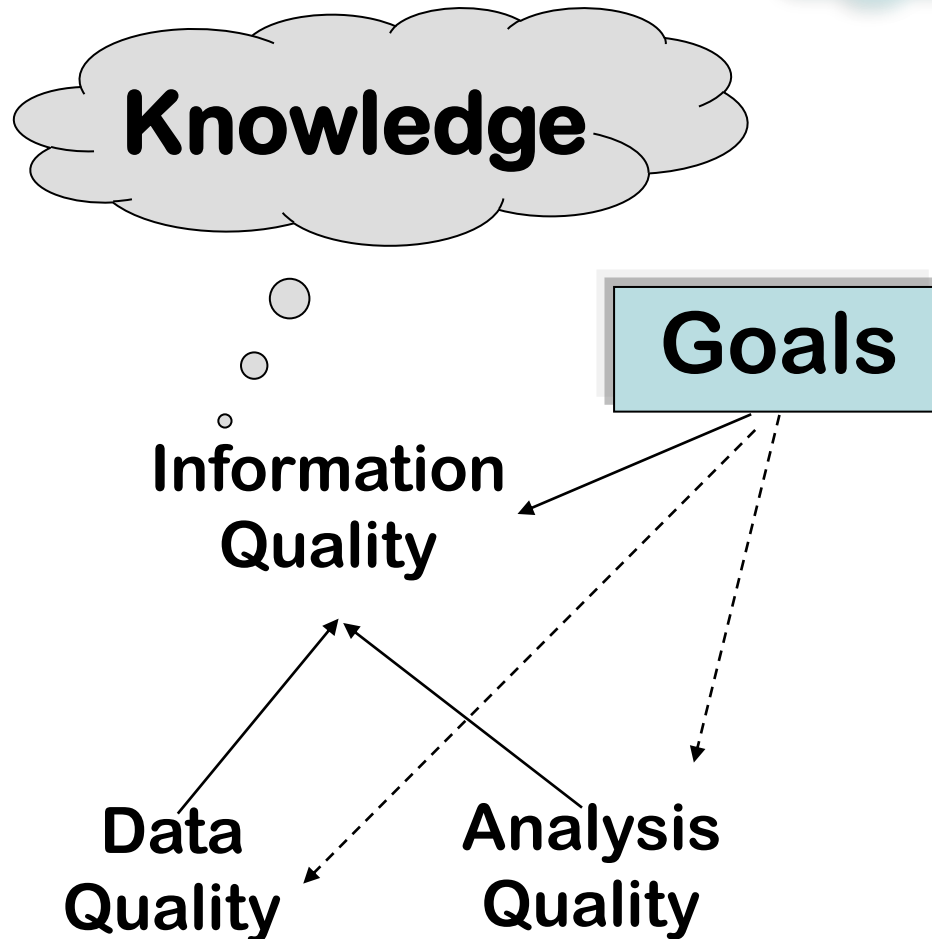 Knowledge
Goals
Information
Quality
Data
Quality
Analysis
Quality